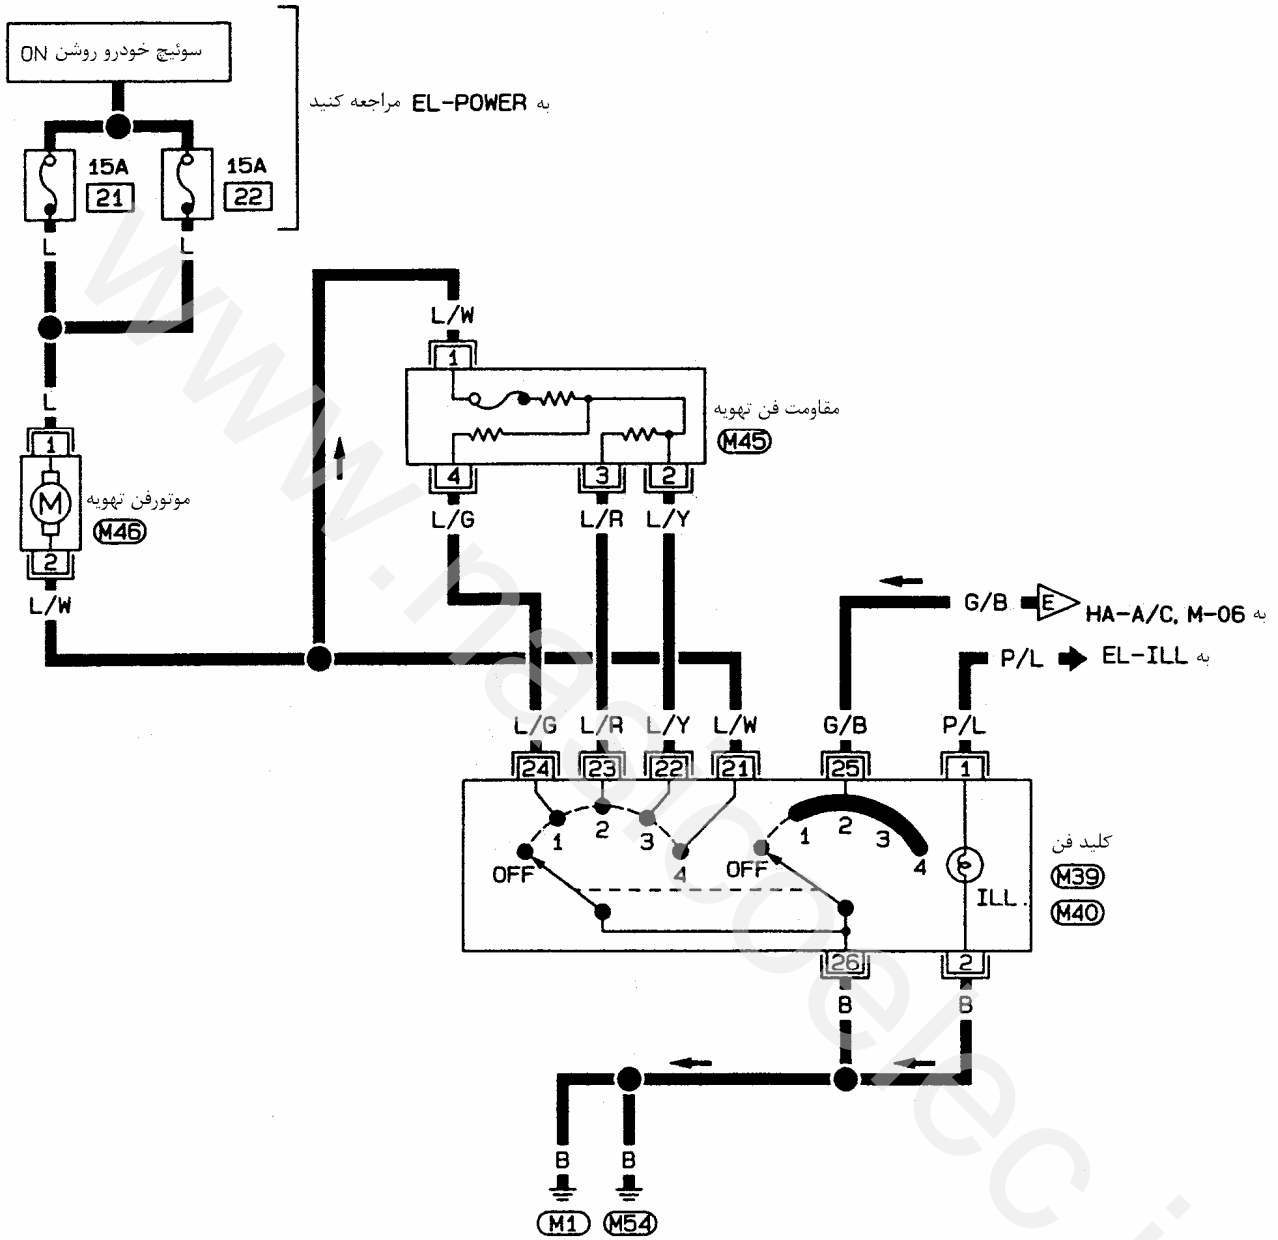 سوئیچ خودرو روشن ON
به EL-POWER مراجعه کنید
15A
21
15A
22
L
L
L/W
1
مقاومت فن تهویه
M45
L
1
4
3
2
M
موتورفن تهویه
M46
2
L/G
L/R
L/Y
L/W
G/B
E
به HA-A/C, M-06
P/L
به EL-ILL
L/G
L/R
L/Y
L/W
G/B
P/L
24
23
22
21
25
1
OFF
1
2
3
4
OFF
1
2
3
4
ILL.
کلید فن
M39
M40
26
2
B
B
B
B
M1
M54
www.nasicoelec.i